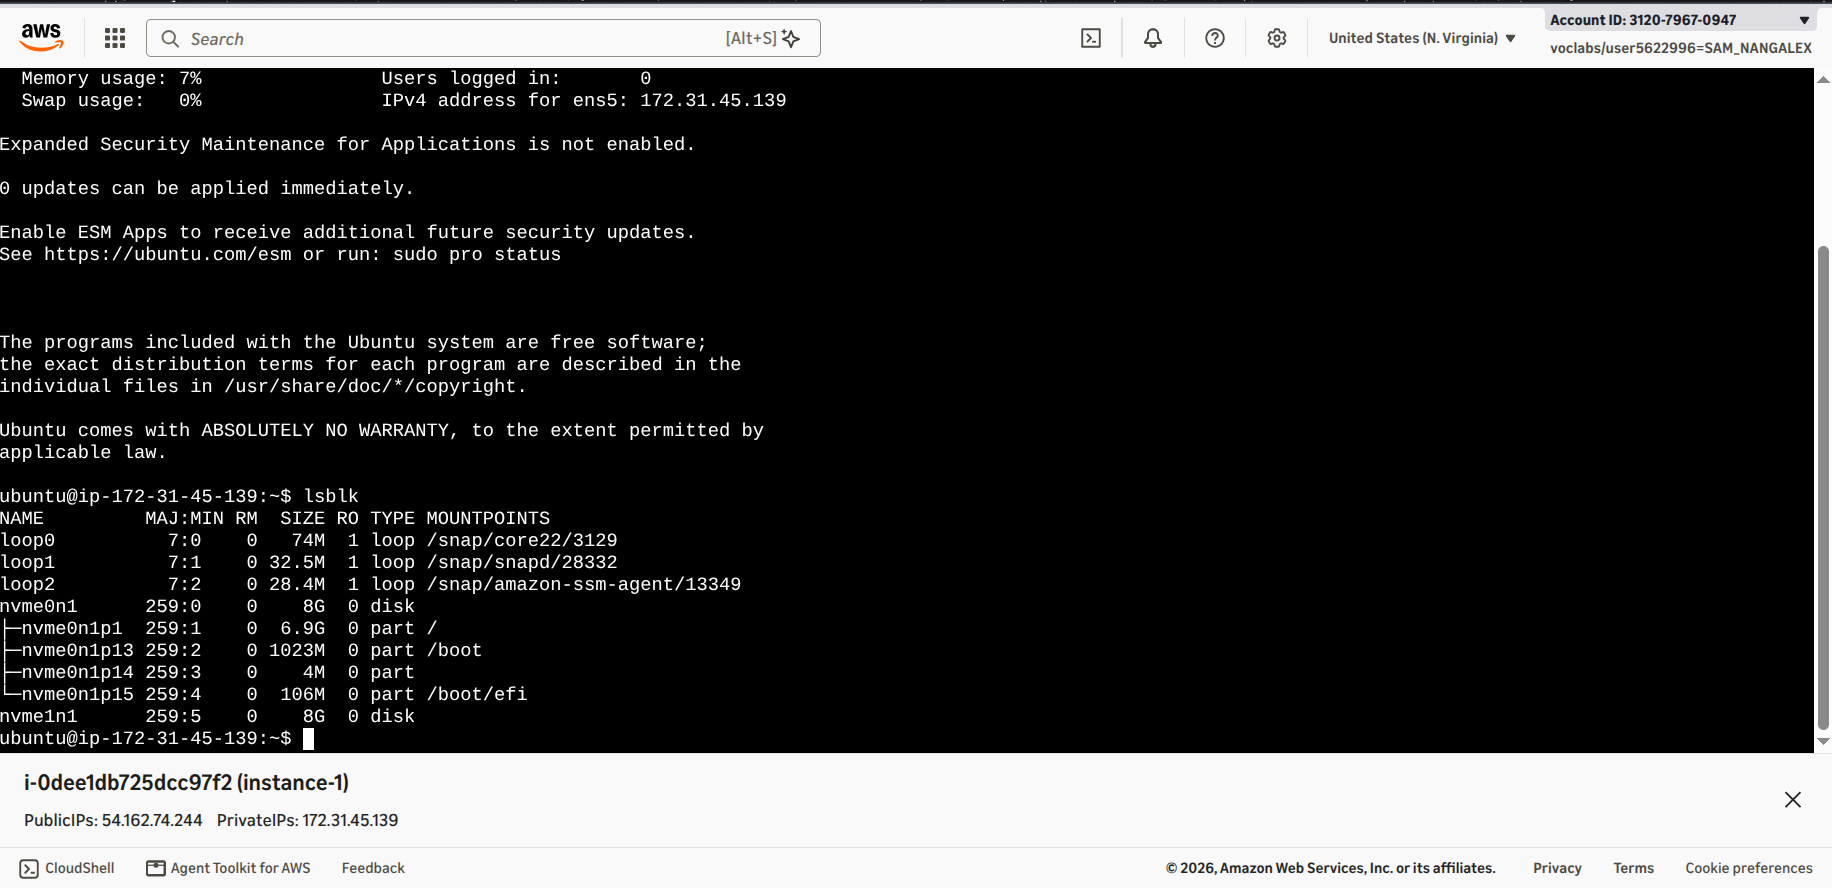 aws
Search [Alt+S]
United States (N. Virginia)
Account ID: 3120-7967-0947
voclabs/user5622996=SAM_NANGALEX
  Memory usage: 7%                Users logged in:       0
  Swap usage:   0%                IPv4 address for ens5: 172.31.45.139
Expanded Security Maintenance for Applications is not enabled.
0 updates can be applied immediately.
Enable ESM Apps to receive additional future security updates.
See https://ubuntu.com/esm or run: sudo pro status
The programs included with the Ubuntu system are free software;
the exact distribution terms for each program are described in the
individual files in /usr/share/doc/*/copyright.
Ubuntu comes with ABSOLUTELY NO WARRANTY, to the extent permitted by
applicable law.
ubuntu@ip-172-31-45-139:~$ lsblk
NAME         MAJ:MIN RM  SIZE RO TYPE MOUNTPOINTS
loop0          7:0    0   74M  1 loop /snap/core22/3129
loop1          7:1    0 32.5M  1 loop /snap/snapd/28332
loop2          7:2    0 28.4M  1 loop /snap/amazon-ssm-agent/13349
nvme0n1      259:0    0    8G  0 disk
├─nvme0n1p1  259:1    0  6.9G  0 part /
├─nvme0n1p13 259:2    0 1023M  0 part /boot
├─nvme0n1p14 259:3    0    4M  0 part
└─nvme0n1p15 259:4    0  106M  0 part /boot/efi
nvme1n1      259:5    0    8G  0 disk
ubuntu@ip-172-31-45-139:~$
i-0dee1db725dcc97f2 (instance-1)
PublicIPs: 54.162.74.244 PrivateIPs: 172.31.45.139
CloudShell Agent Toolkit for AWS Feedback © 2026, Amazon Web Services, Inc. or its affiliates. Privacy Terms Cookie preferences